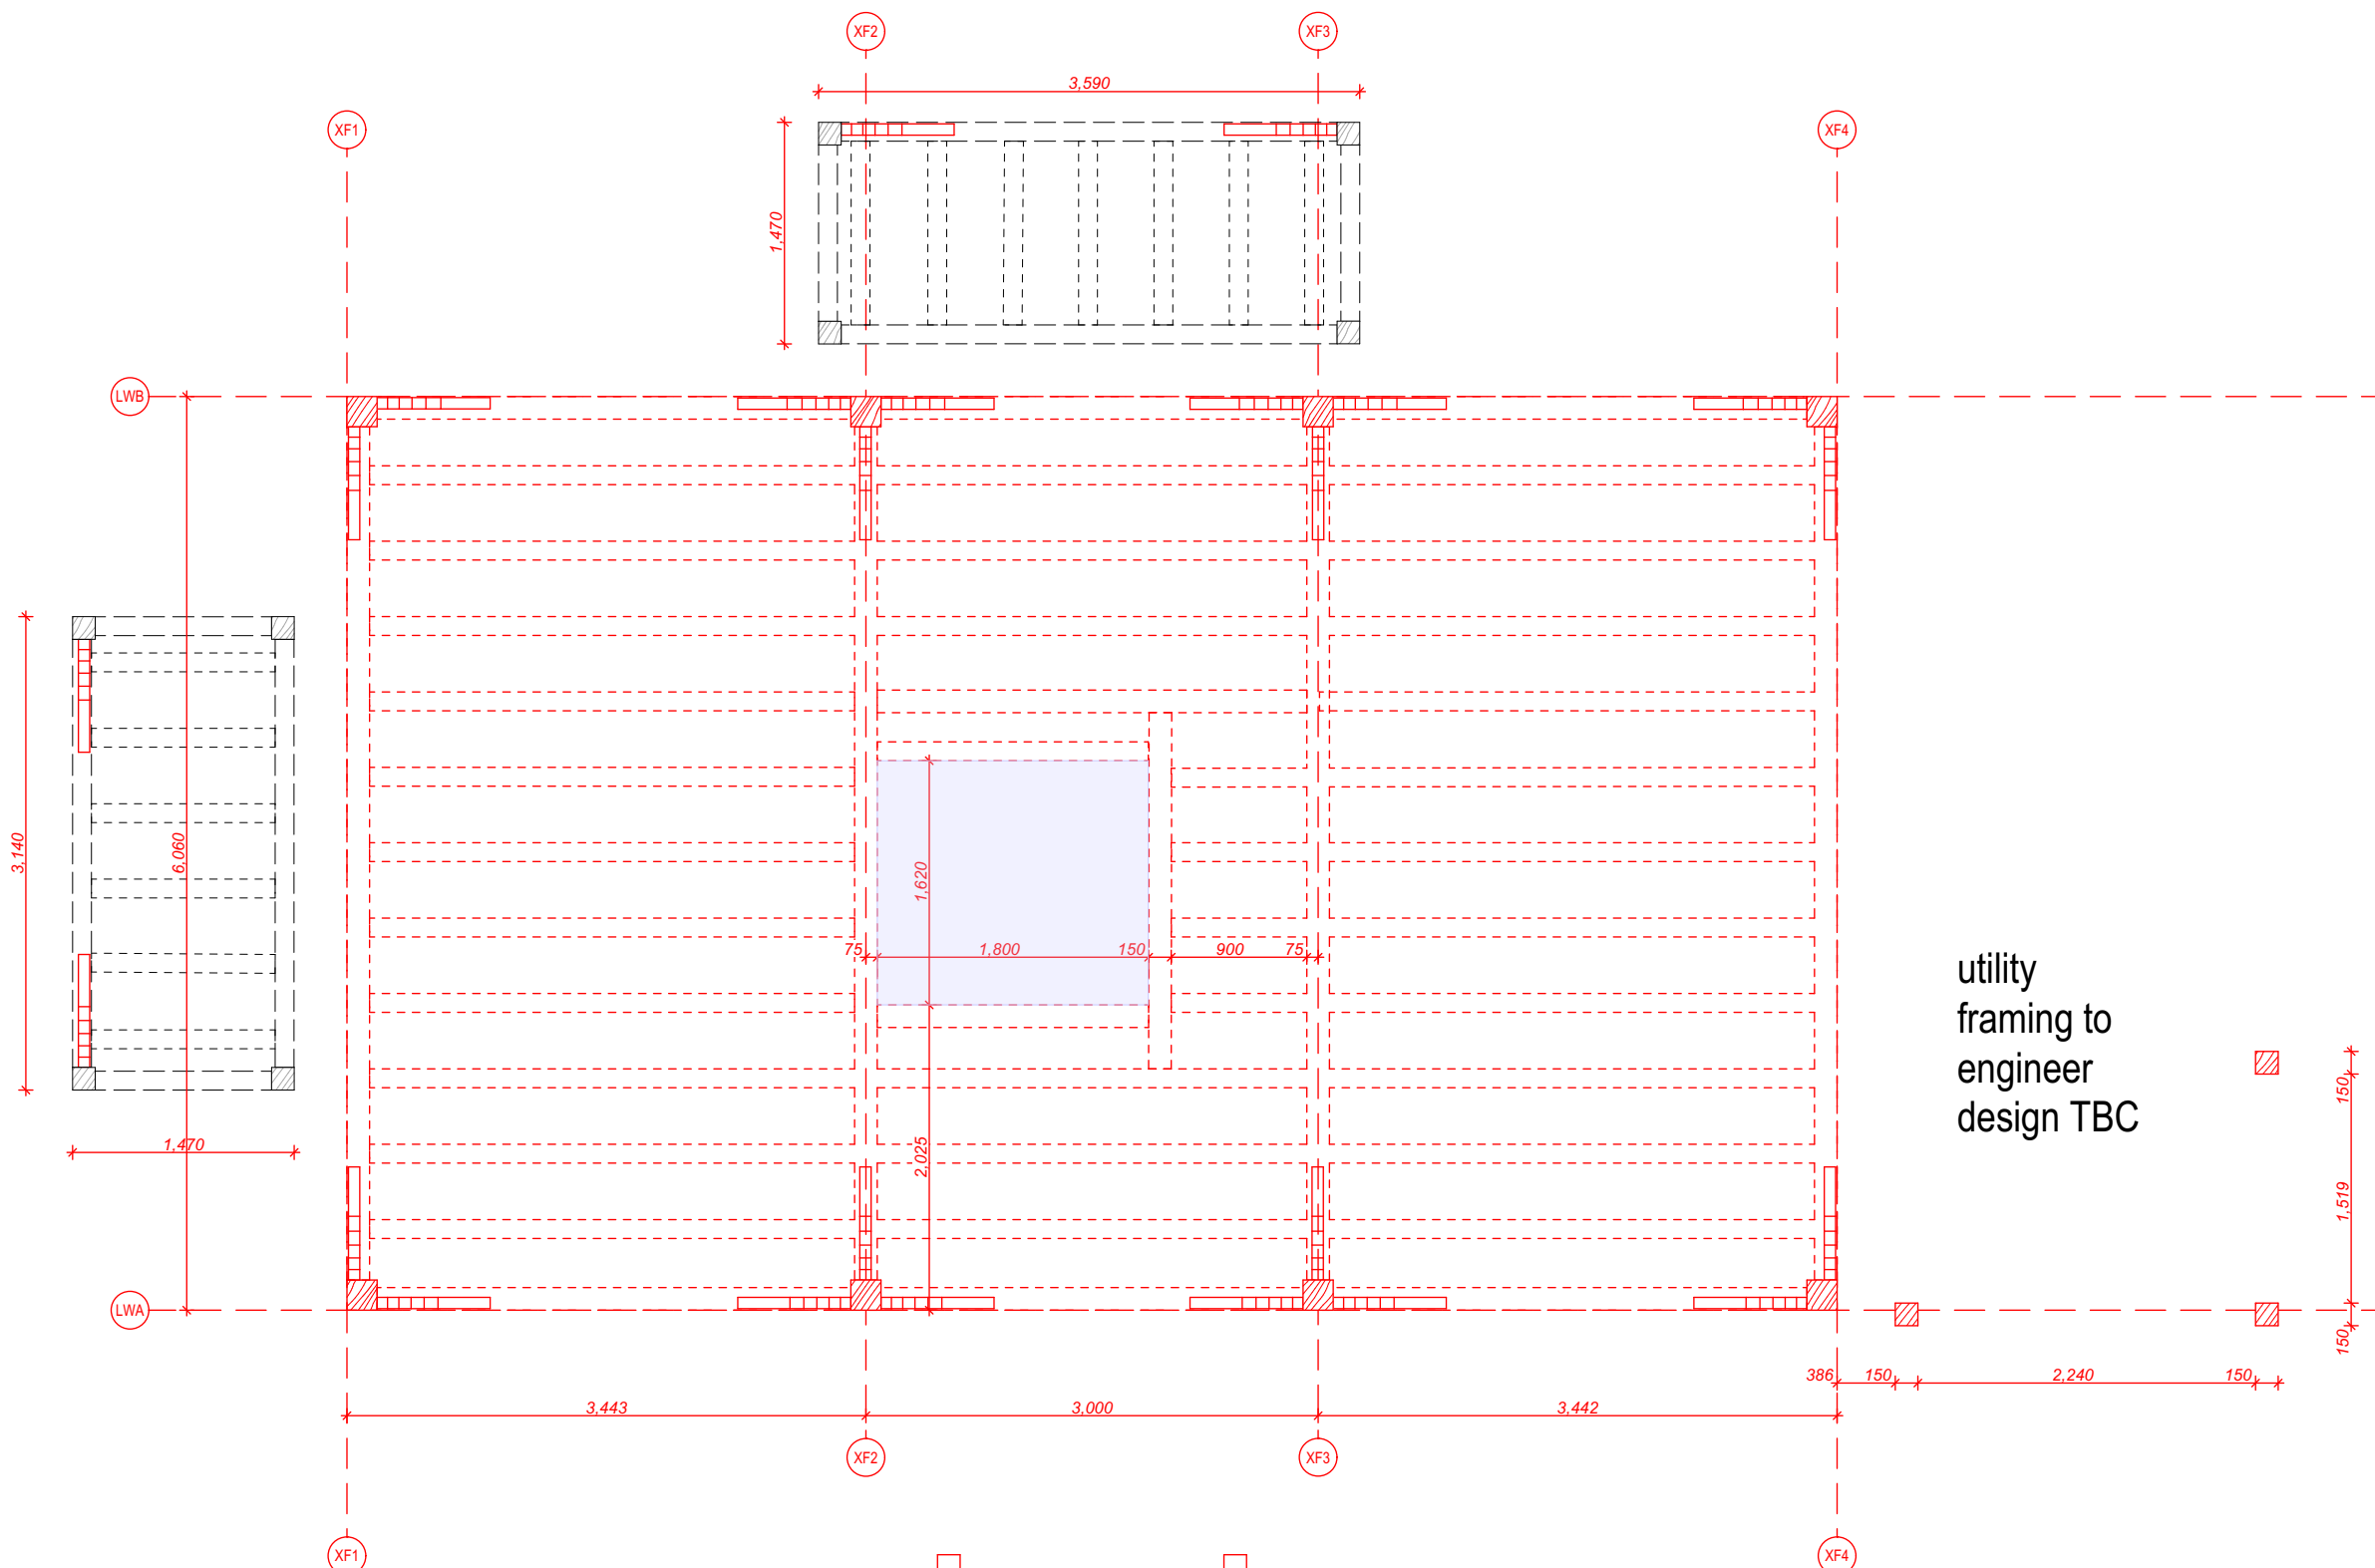 XF2
XF3
3,590
XF1
XF4
1,470
LWB
3,140
6,060
1,620
75
1,800
150
900
75
utility
framing to
engineer
design TBC
150
1,470
2,025
1,519
LWA
150
386
150
2,240
150
3,443
3,000
3,442
XF2
XF3
XF1
XF4